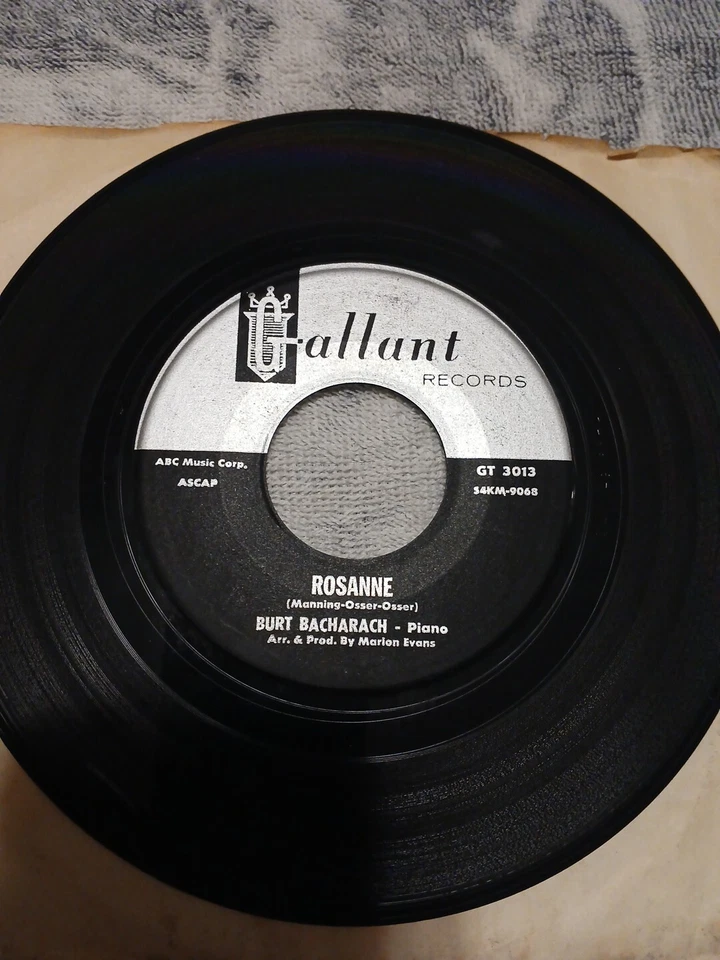 Gallant
RECORDS
ABC Music Corp.
ASCAP
GT 3013
S4KM-9068
ROSANNE
(Manning-Osser-Osser)
BURT BACHARACH - Piano
Arr. & Prod. By Marion Evans